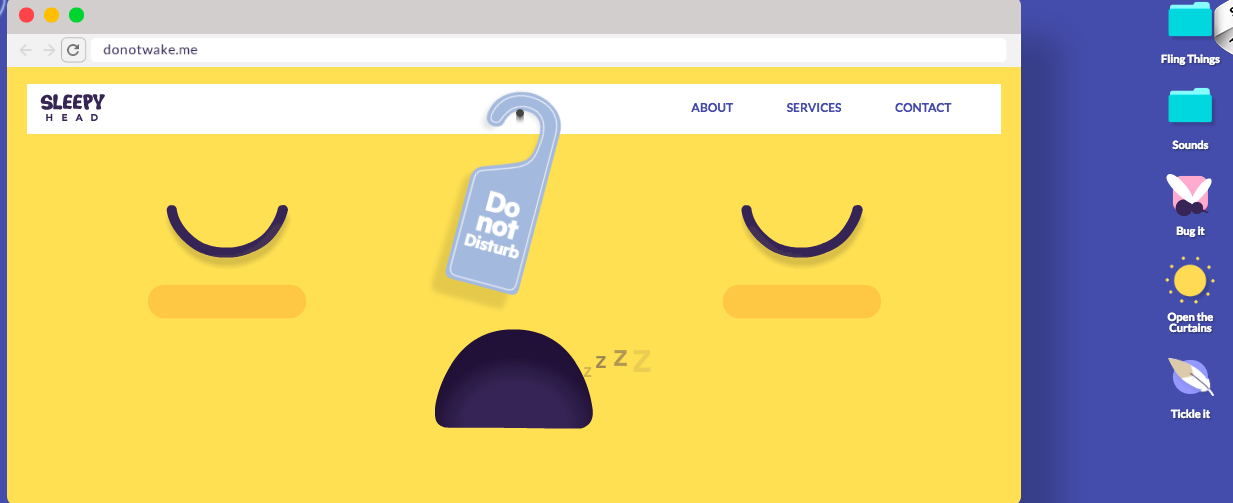 donotwake.me
SLEEPY
HEAD
ABOUT
SERVICES
CONTACT
Do
not
Disturb
z z z z
Fling Things
Sounds
Bug it
Open the
Curtains
Tickle it